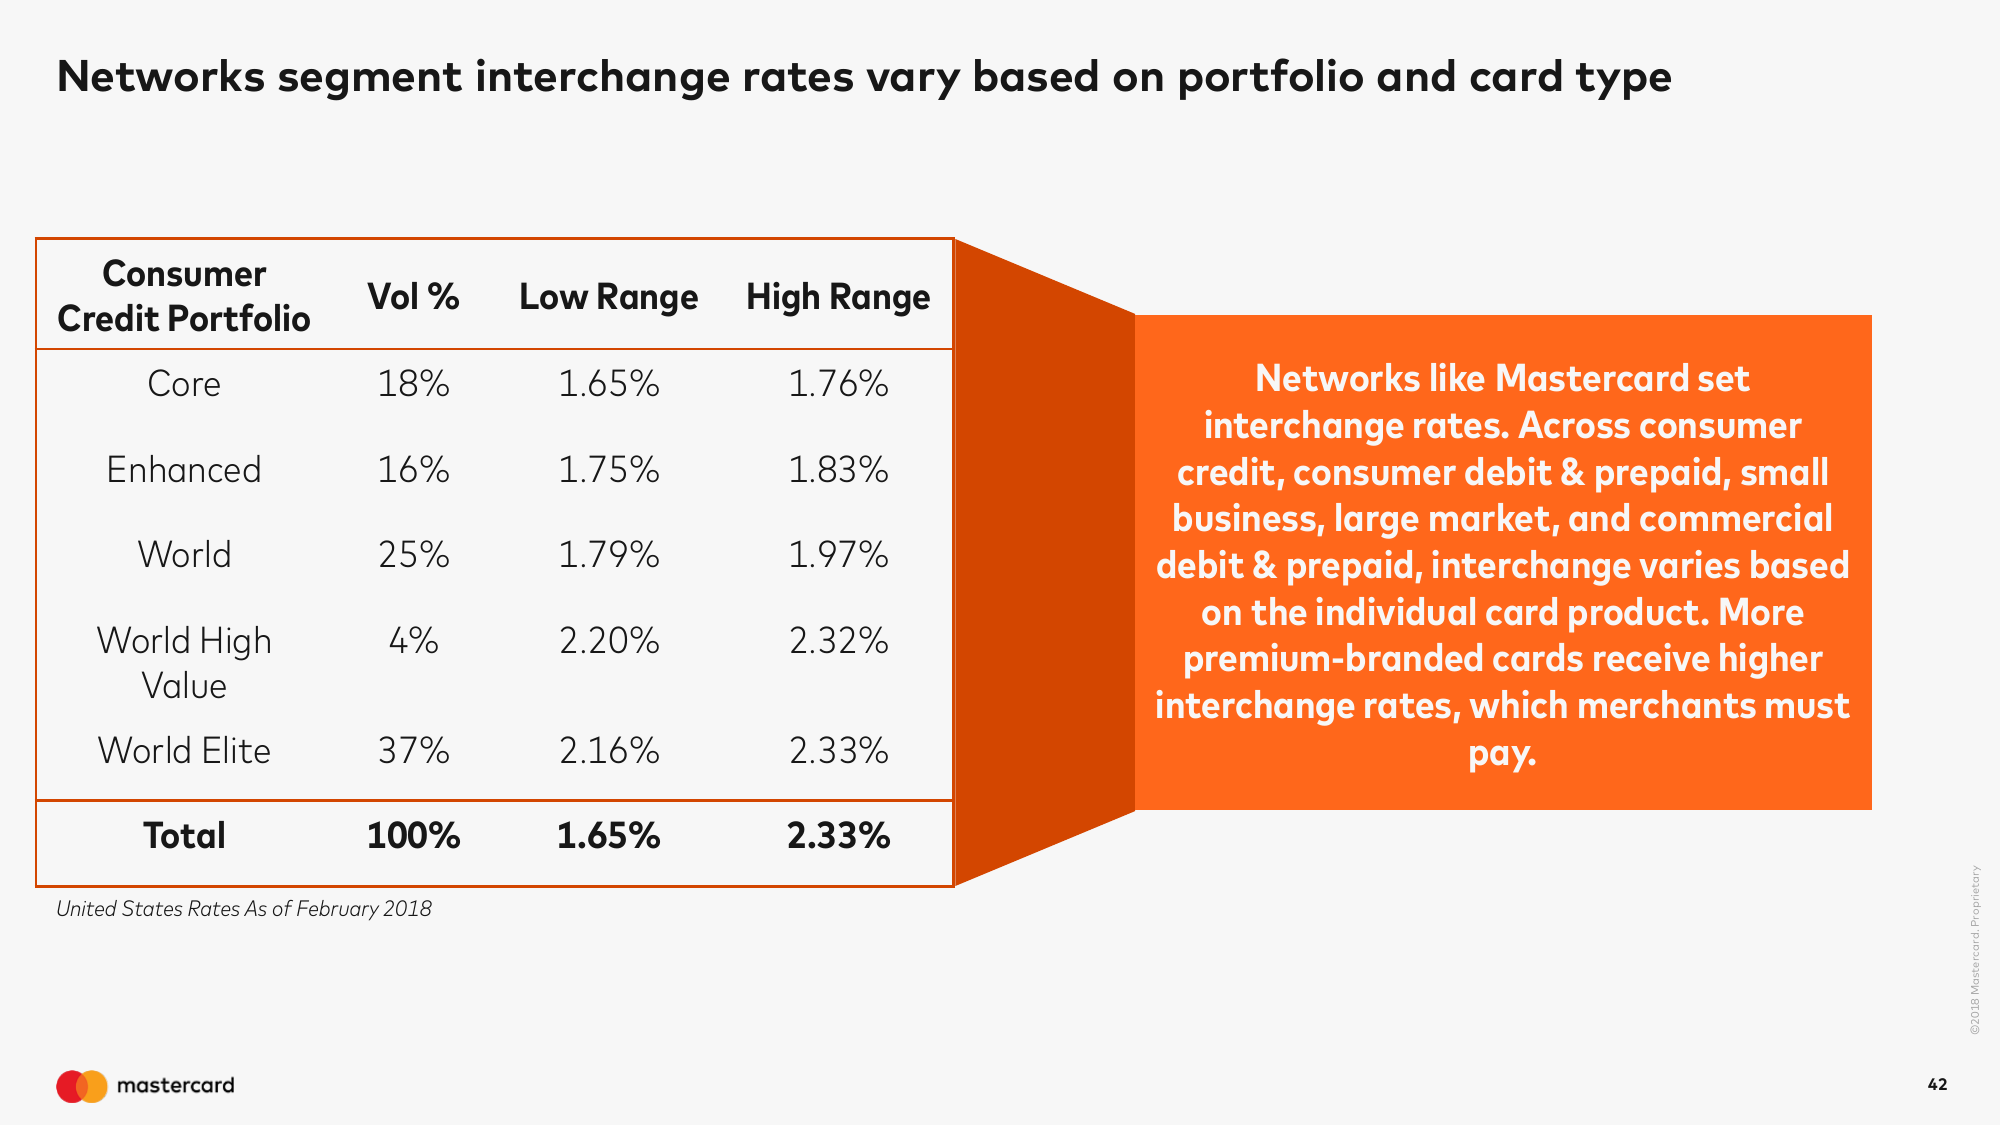 Networks segment interchange rates vary based on portfolio and card type
Consumer
Credit Portfolio
Vol %
Low Range
High Range
Core 18% 1.65% 1.76%
Enhanced 16% 1.75% 1.83%
World 25% 1.79% 1.97%
World High
Value
4% 2.20% 2.32%
World Elite 37% 2.16% 2.33%
Total 100% 1.65% 2.33%
United States Rates As of February 2018
Networks like Mastercard set
interchange rates. Across consumer
credit, consumer debit & prepaid, small
business, large market, and commercial
debit & prepaid, interchange varies based
on the individual card product. More
premium-branded cards receive higher
interchange rates, which merchants must
pay.
©2018 Mastercard. Proprietary
mastercard
42